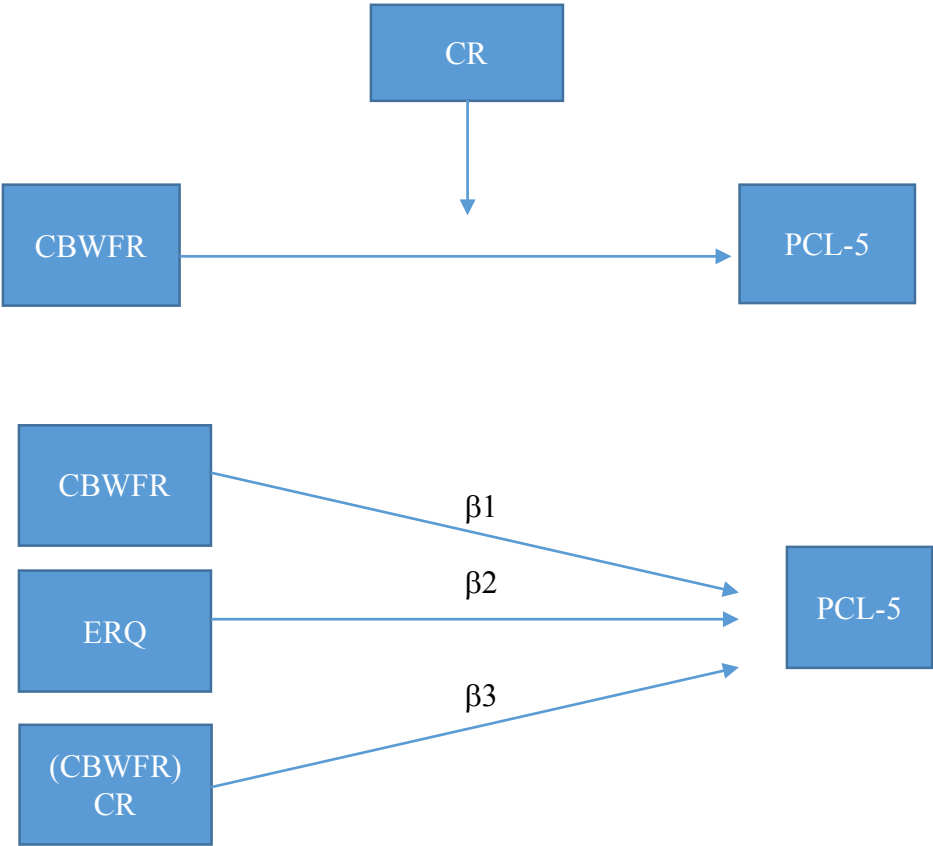 CR
CBWFR
PCL-5
CBWFR
β1
β2
PCL-5
ERQ
β3
(CBWFR)
CR